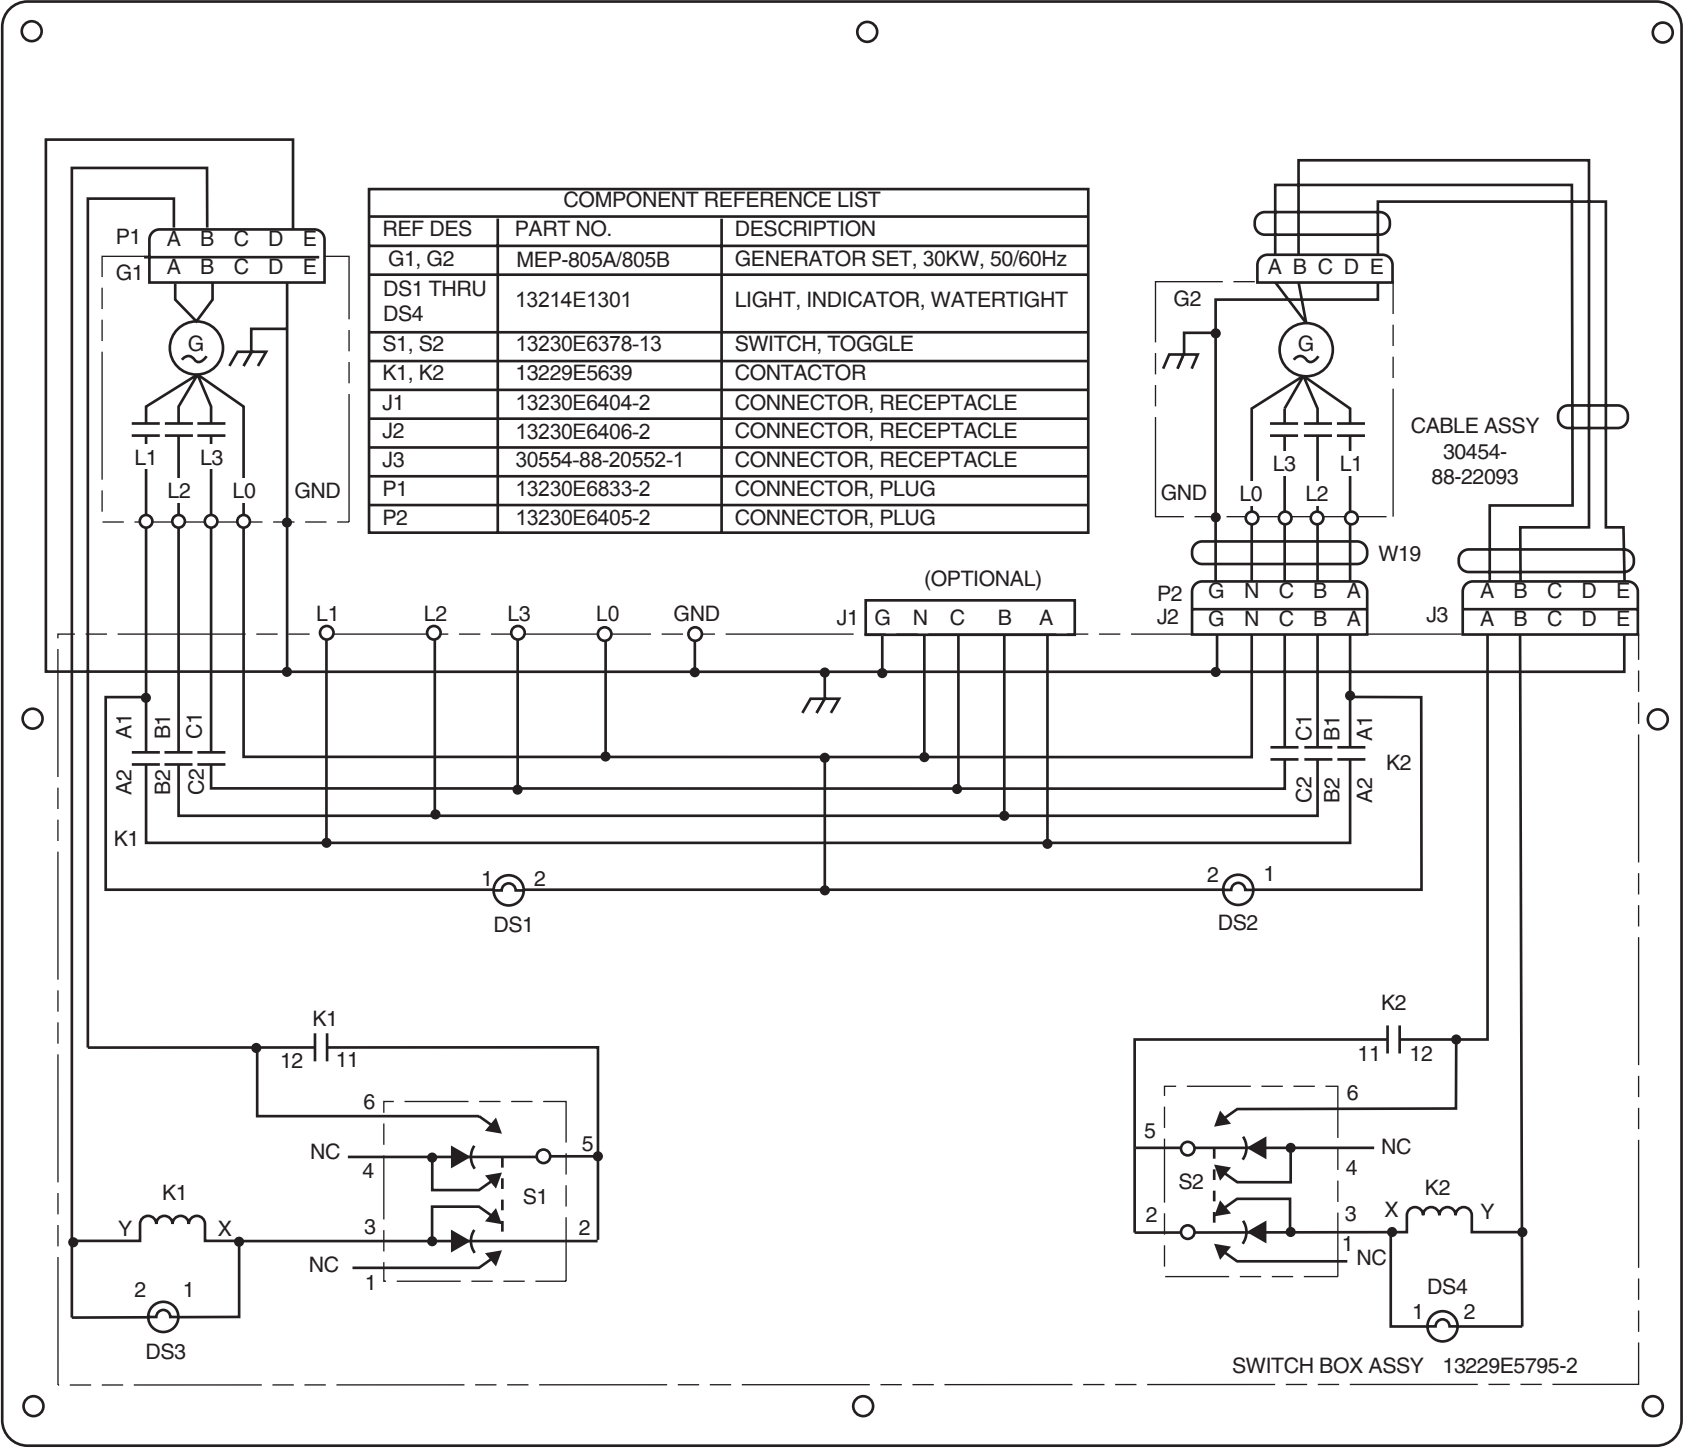 COMPONENT REFERENCE LIST
REF DES PART NO. DESCRIPTION
G1, G2 MEP-805A/805B GENERATOR SET, 30KW, 50/60Hz
DS1 THRU
DS4 13214E1301 LIGHT, INDICATOR, WATERTIGHT
S1, S2 13230E6378-13 SWITCH, TOGGLE
K1, K2 13229E5639 CONTACTOR
J1 13230E6404-2 CONNECTOR, RECEPTACLE
J2 13230E6406-2 CONNECTOR, RECEPTACLE
J3 30554-88-20552-1 CONNECTOR, RECEPTACLE
P1 13230E6833-2 CONNECTOR, PLUG
P2 13230E6405-2 CONNECTOR, PLUG
P1 A B C D E
G1 A B C D E
G
L1 L3
L2 L0 GND
A B C D E
G2
G
L3 L1
GND L0 L2
CABLE ASSY
30454-
88-22093
W19
(OPTIONAL)
P2 G N C B A
J2 G N C B A
A B C D E
J3 A B C D E
L1 L2 L3 L0 GND
J1 G N C B A
A1 B1 C1
A2 B2 C2
K1
C1 B1 A1
K2
C2 B2 A2
1 2
DS1
2 1
DS2
K1
12 11
6
NC
4
5
S1
K1
Y X
3
2
NC
1
2 1
DS3
K2
11 12
6
5
NC
4
S2
K2
X Y
2
3
1
NC
DS4
1 2
SWITCH BOX ASSY 13229E5795-2